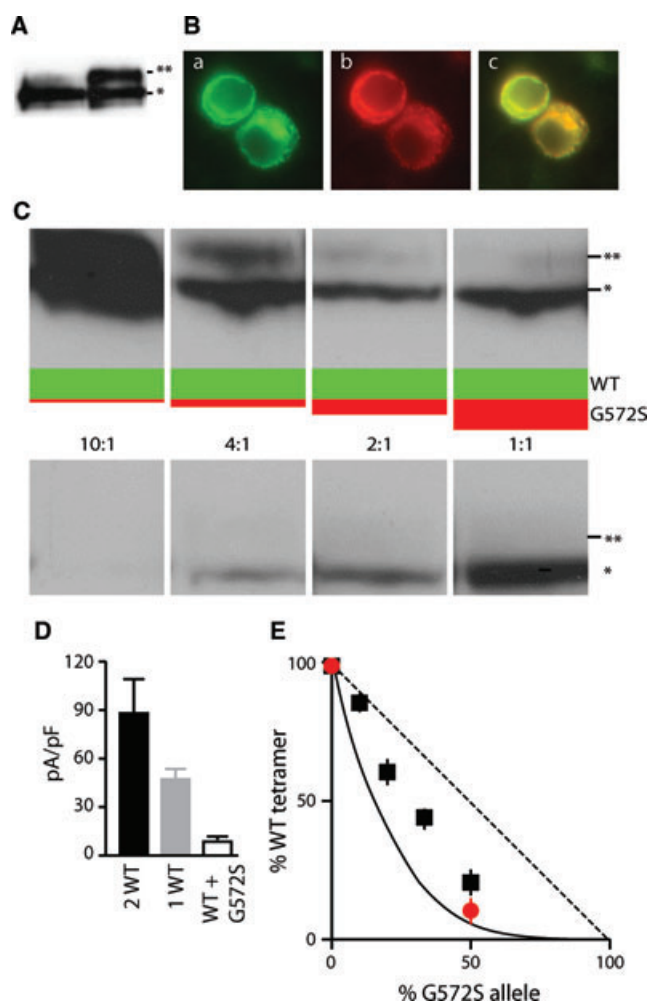 A
B
**
*
a
b
c
C
**
*
WT
G572S
10:1
4:1
2:1
1:1
**
*
D
E
120
90
60
30
0
pA/pF
2 WT
1 WT
WT +
G572S
100
50
0
% WT tetramer
0
50
100
% G572S allele